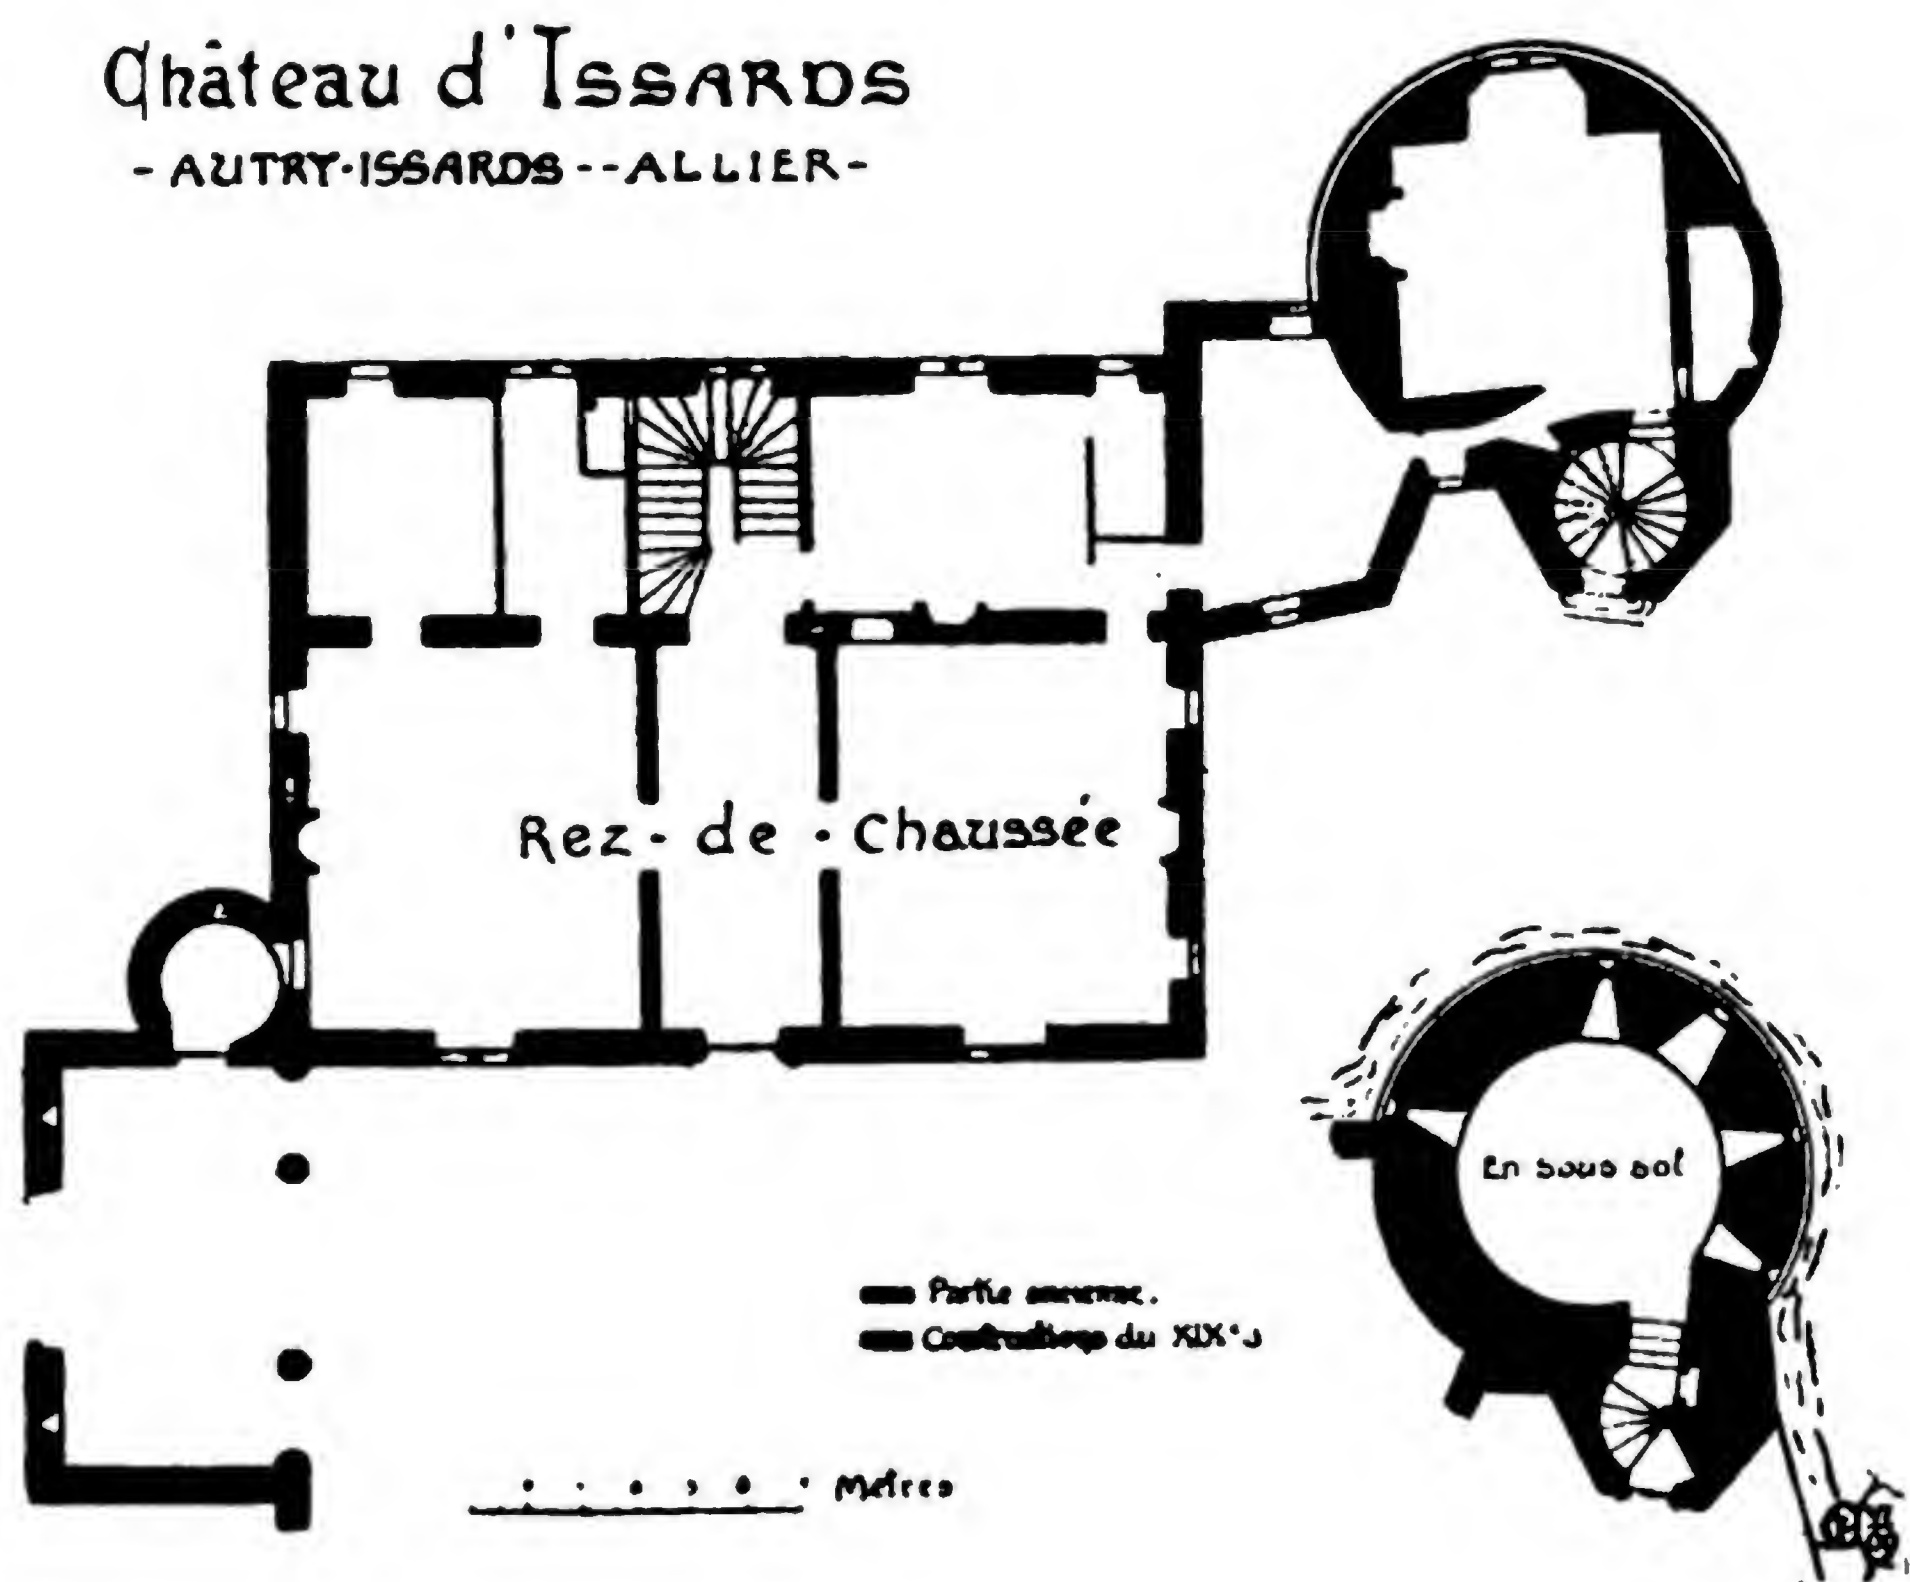 Château d'Issards
- AUTRY-ISSARDS -- ALLIER -
Rez-de-Chaussée
En sous sol
Partie ancienne.
Constructions du XIXe s
Mètres